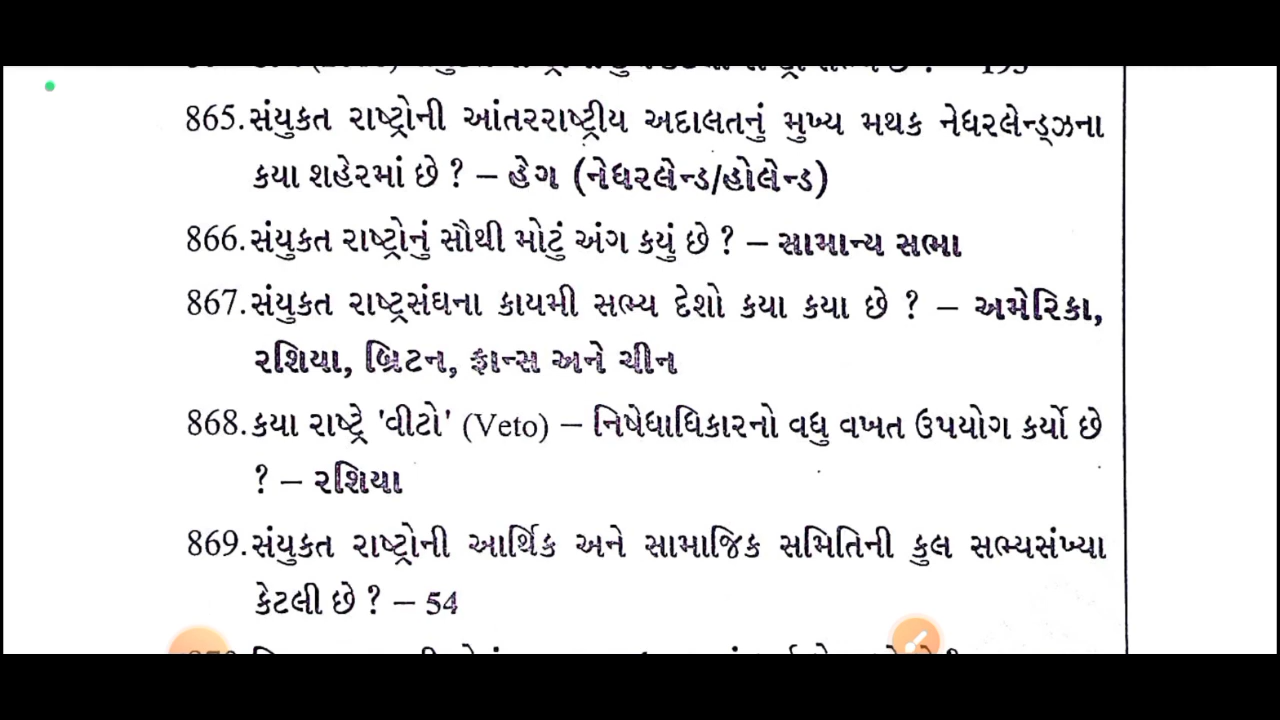 865. સંયુકત રાષ્ટ્રોની આંતરરાષ્ટ્રીય અદાલતનું મુખ્ય મથક નેધરલેન્ડ્ઝના
કયા શહેરમાં છે ? – હેગ (નેધરલેન્ડ/હોલેન્ડ)
866. સંયુકત રાષ્ટ્રોનું સૌથી મોટું અંગ કયું છે ? – સામાન્ય સભા
867. સંયુકત રાષ્ટ્રસંઘના કાયમી સભ્ય દેશો કયા કયા છે ? – અમેરિકા,
રશિયા, બ્રિટન, ફ્રાન્સ અને ચીન
868. કયા રાષ્ટ્રે 'વીટો' (Veto) – નિષેધાધિકારનો વધુ વખત ઉપયોગ કર્યો છે
? – રશિયા
869. સંયુકત રાષ્ટ્રોની આર્થિક અને સામાજિક સમિતિની કુલ સભ્યસંખ્યા
કેટલી છે ? – 54